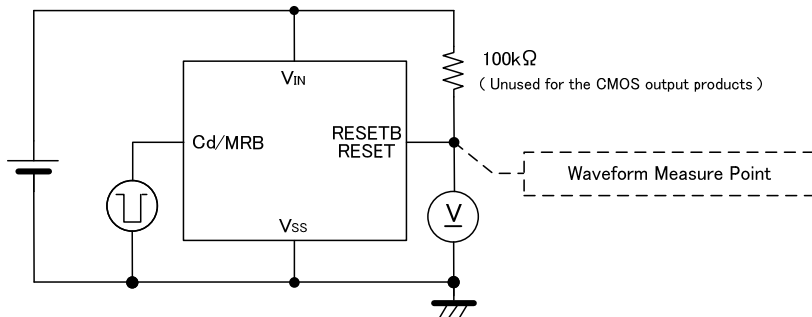 100kΩ
( Unused for the CMOS output products )
VIN
Cd/MRB
RESETB
RESET
Waveform Measure Point
V
VSS